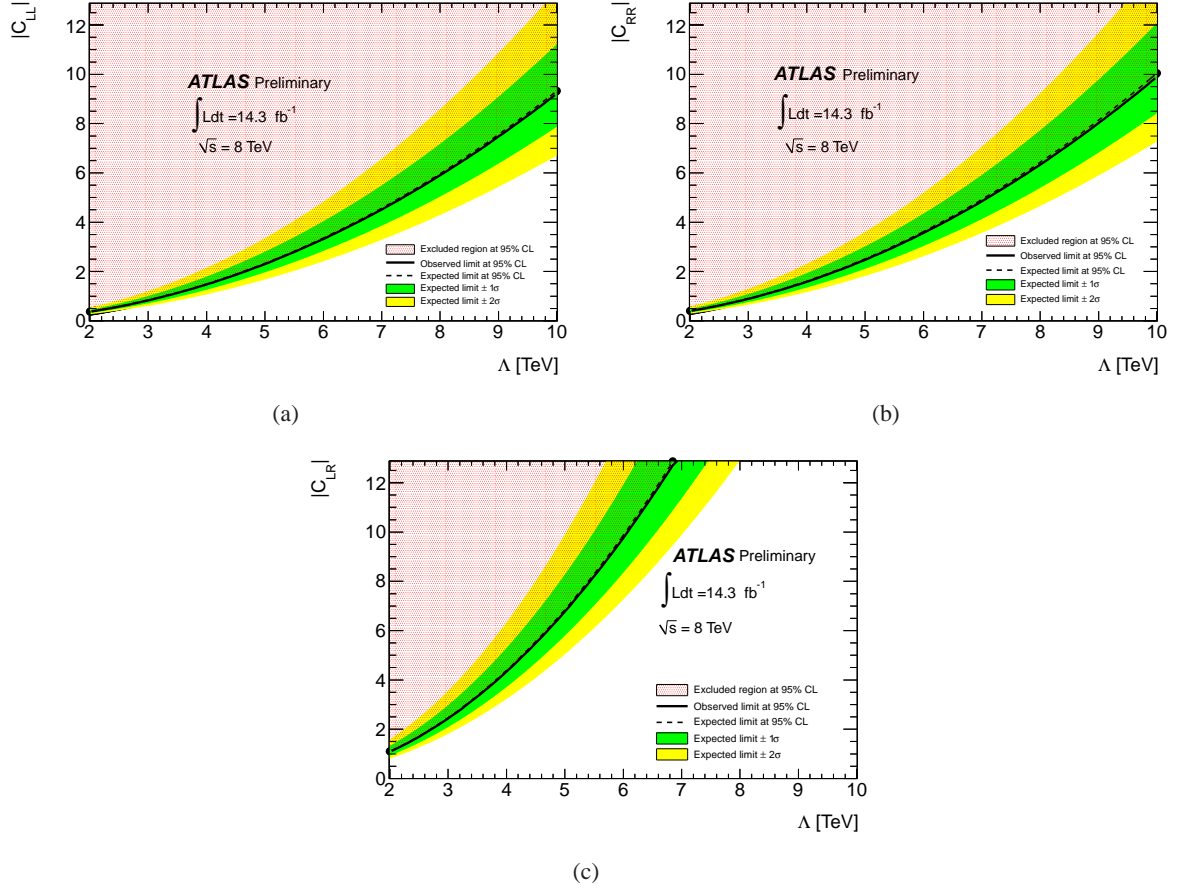 |C_LL|
12
10
8
6
4
2
0
ATLAS Preliminary
∫Ldt =14.3 fb⁻¹
√s = 8 TeV
Excluded region at 95% CL
Observed limit at 95% CL
Expected limit at 95% CL
Expected limit ± 1σ
Expected limit ± 2σ
2 3 4 5 6 7 8 9 10
Λ [TeV]
(a)
|C_RR|
12
10
8
6
4
2
0
ATLAS Preliminary
∫Ldt =14.3 fb⁻¹
√s = 8 TeV
Excluded region at 95% CL
Observed limit at 95% CL
Expected limit at 95% CL
Expected limit ± 1σ
Expected limit ± 2σ
2 3 4 5 6 7 8 9 10
Λ [TeV]
(b)
|C_LR|
12
10
8
6
4
2
0
ATLAS Preliminary
∫Ldt =14.3 fb⁻¹
√s = 8 TeV
Excluded region at 95% CL
Observed limit at 95% CL
Expected limit at 95% CL
Expected limit ± 1σ
Expected limit ± 2σ
2 3 4 5 6 7 8 9 10
Λ [TeV]
(c)